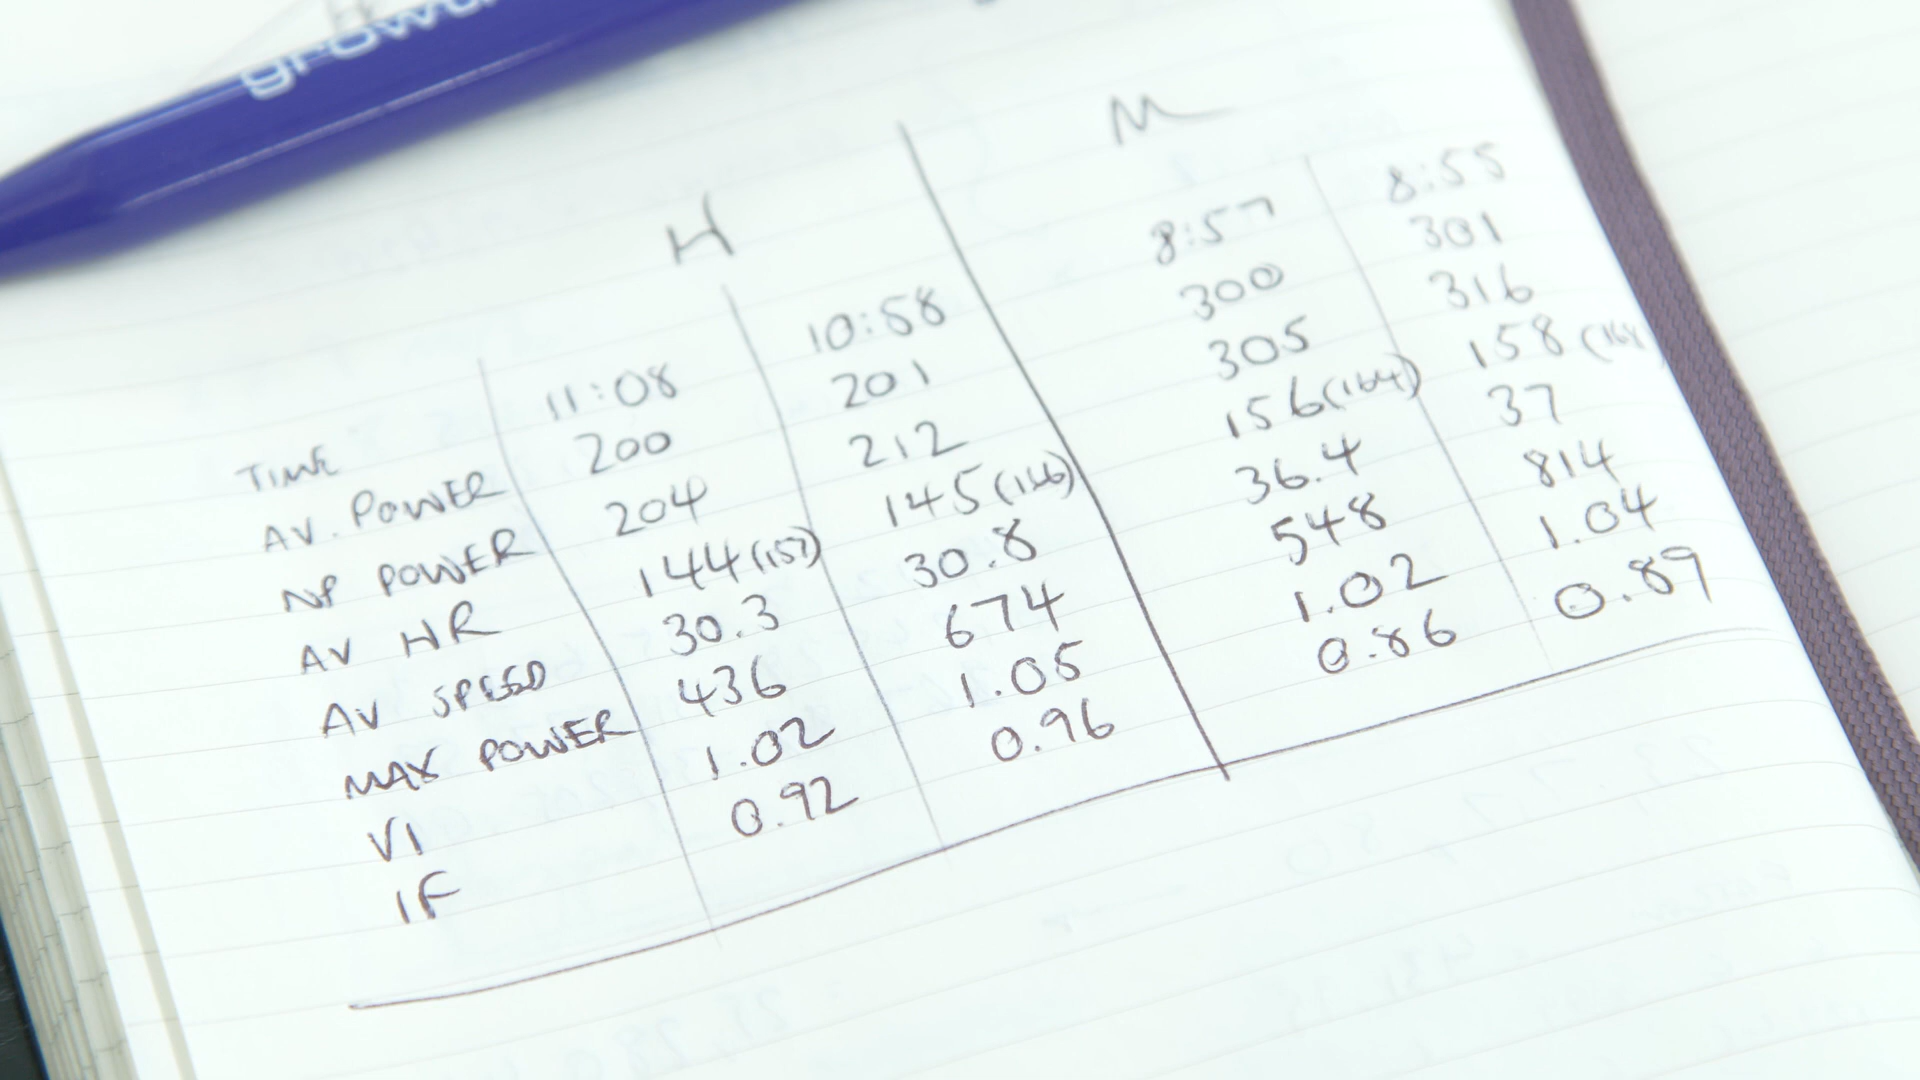 H M
TIME 11:08 10:58 8:57 8:55
AV. POWER 200 201 300 301
NP POWER 204 212 305 316
AV HR 144 (157) 145 156 (164) 158
AV SPEED 30.3 30.8 36.4 37
MAX POWER 436 674 548 814
VI 1.02 1.05 1.02 1.04
IF 0.92 0.96 0.86 0.89